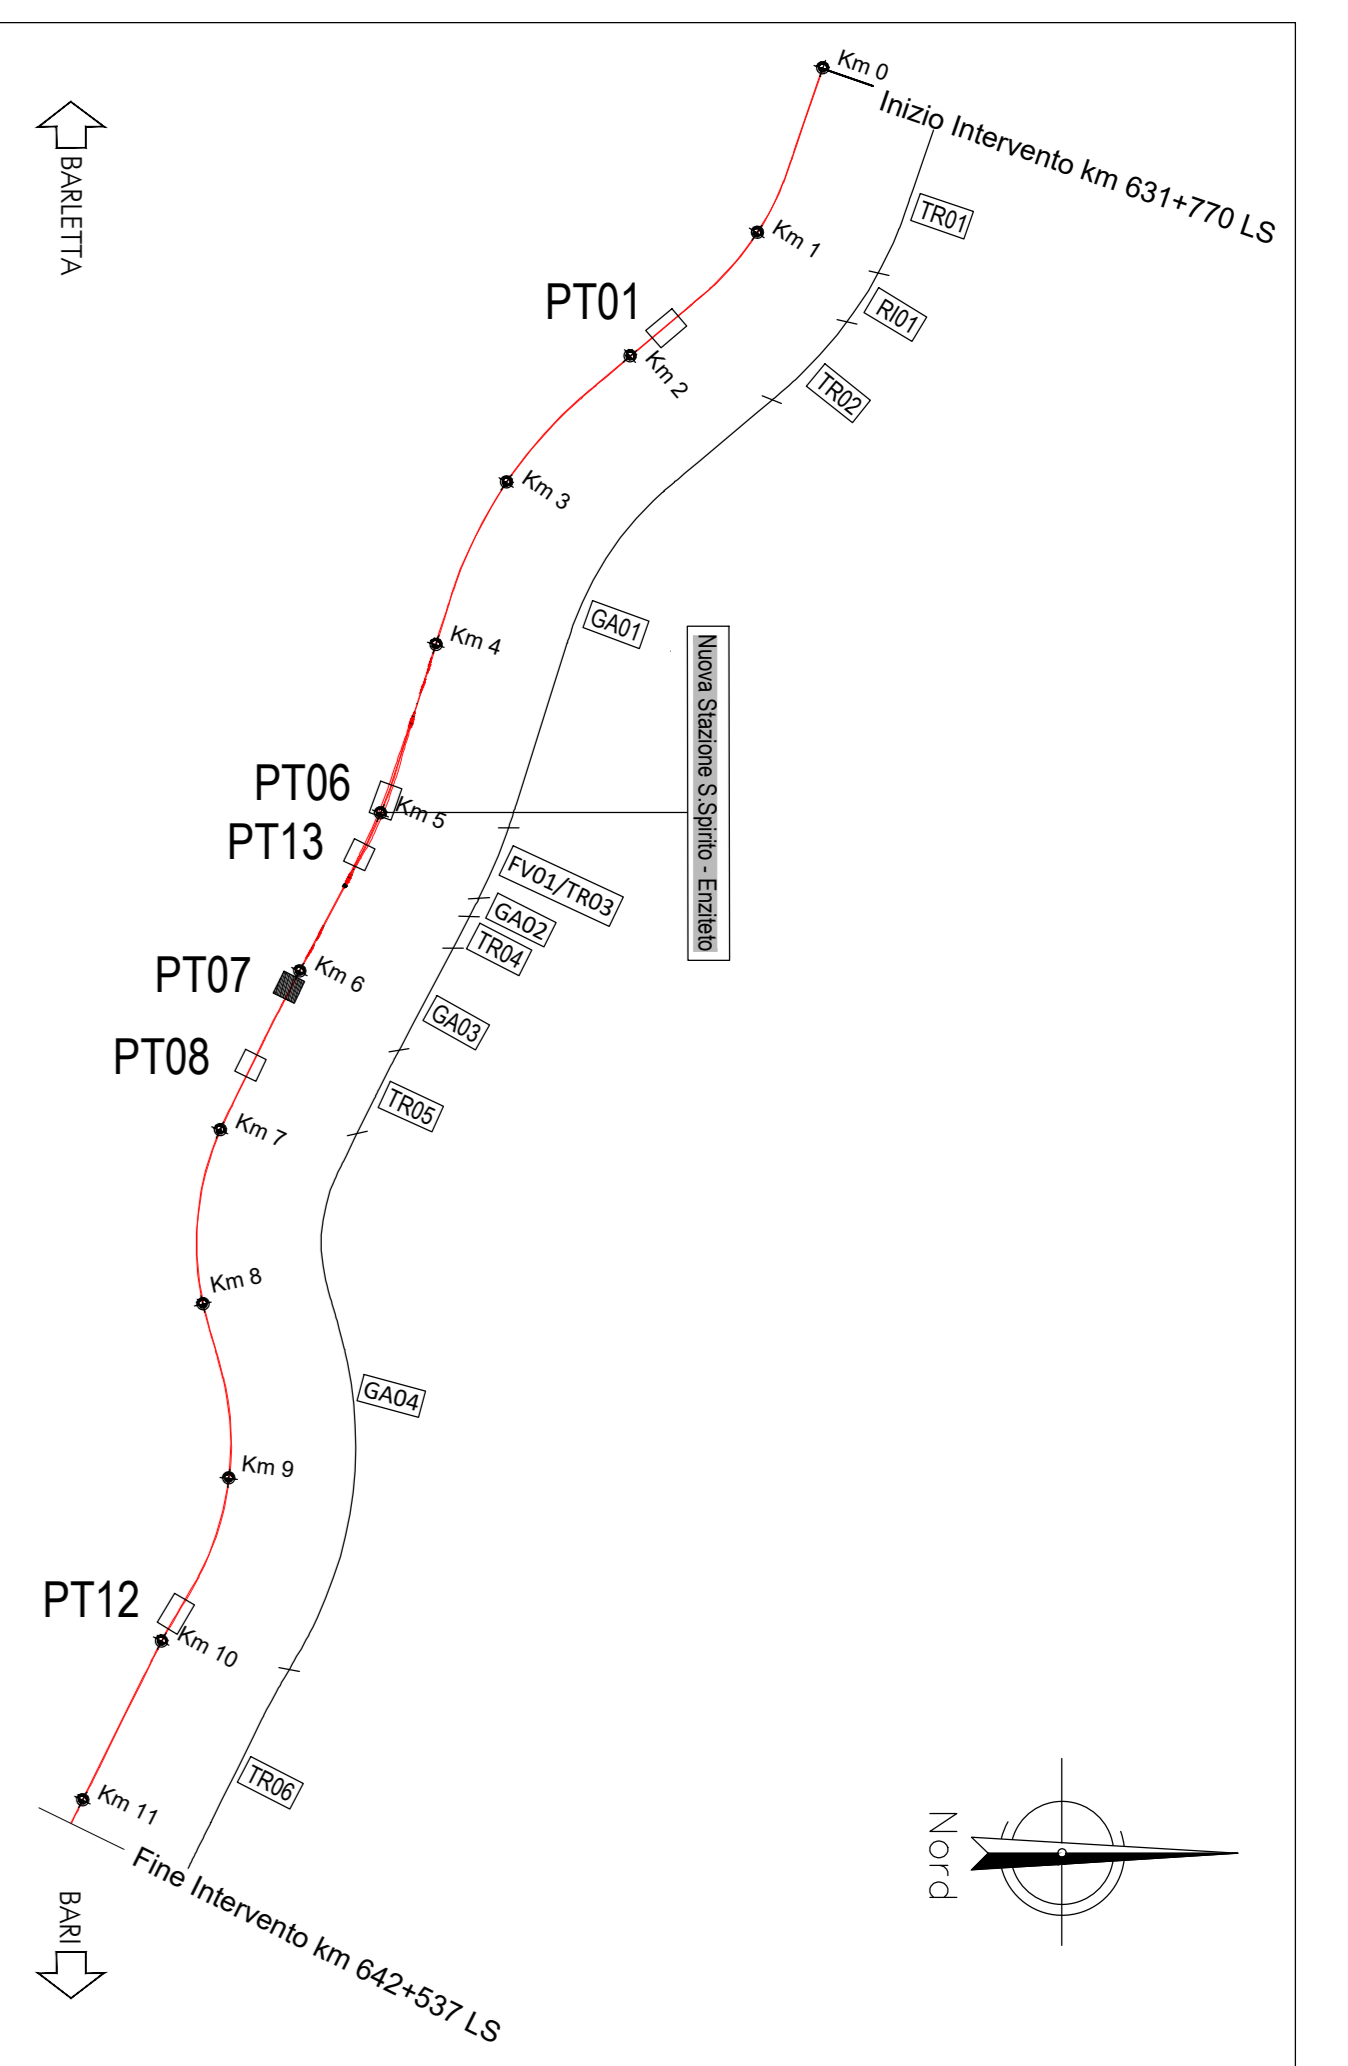 Km 0
Inizio Intervento km 631+770 LS
BARLETTA
TR01
Km 1
PT01
RI01
Km 2
TR02
Km 3
GA01
Km 4
Nuova Stazione S.Spirito - Enziteto
PT06
Km 5
PT13
FV01/TR03
GA02
TR04
PT07
Km 6
GA03
PT08
TR05
Km 7
Km 8
GA04
Km 9
PT12
Km 10
TR06
Km 11
Fine Intervento km 642+537 LS
BARI
Nord